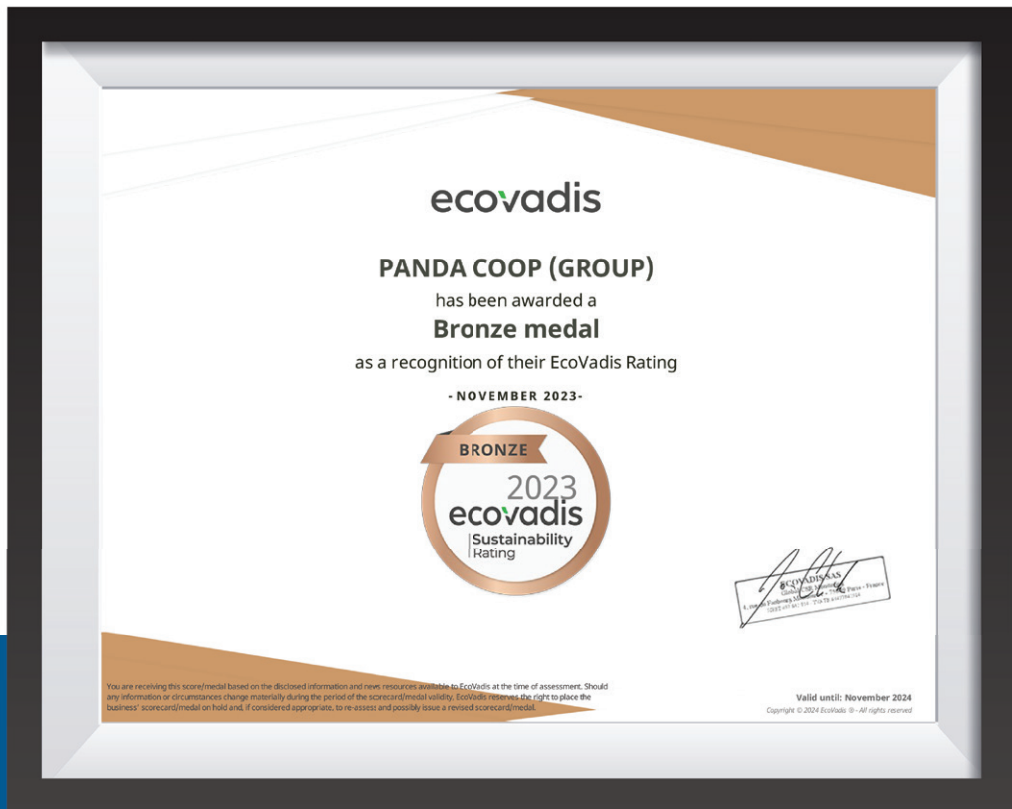 ecovadis
PANDA COOP (GROUP)
has been awarded a
Bronze medal
as a recognition of their EcoVadis Rating
- NOVEMBER 2023-
BRONZE
2023
ecovadis
Sustainability
Rating
ECOVADIS SAS
Paris - France
You are receiving this score/medal based on the disclosed information and news resources available to EcoVadis at the time of assessment. Should
any information or circumstances change materially during the period of the scorecard/medal validity, EcoVadis reserves the right to place the
business' scorecard/medal on hold and, if considered appropriate, to re-assess and possibly issue a revised scorecard/medal.
Valid until: November 2024
Copyright © 2024 EcoVadis ® - All rights reserved